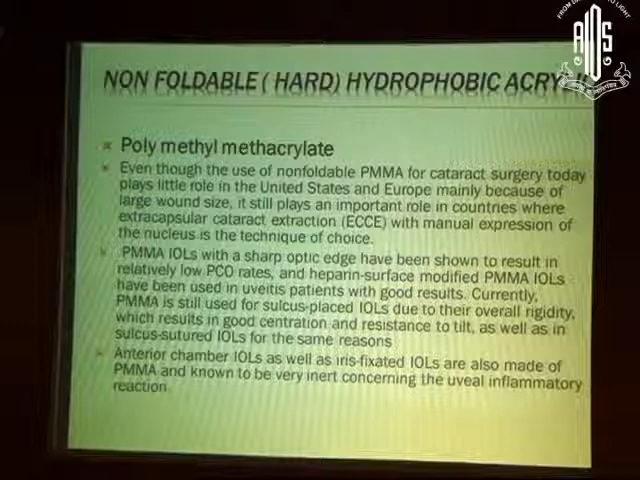 FROM DARKNESS TO LIGHT
AIOS
NON FOLDABLE ( HARD) HYDROPHOBIC ACRYLIC
Poly methyl methacrylate
Even though the use of nonfoldable PMMA for cataract surgery today
plays little role in the United States and Europe mainly because of
large wound size, it still plays an important role in countries where
extracapsular cataract extraction (ECCE) with manual expression of
the nucleus is the technique of choice.
PMMA IOLs with a sharp optic edge have been shown to result in
relatively low PCO rates, and heparin-surface modified PMMA IOLs
have been used in uveitis patients with good results. Currently,
PMMA is still used for sulcus-placed IOLs due to their overall rigidity,
which results in good centration and resistance to tilt, as well as in
sulcus-sutured IOLs for the same reasons
Anterior chamber IOLs as well as iris-fixated IOLs are also made of
PMMA and known to be very inert concerning the uveal inflammatory
reaction.